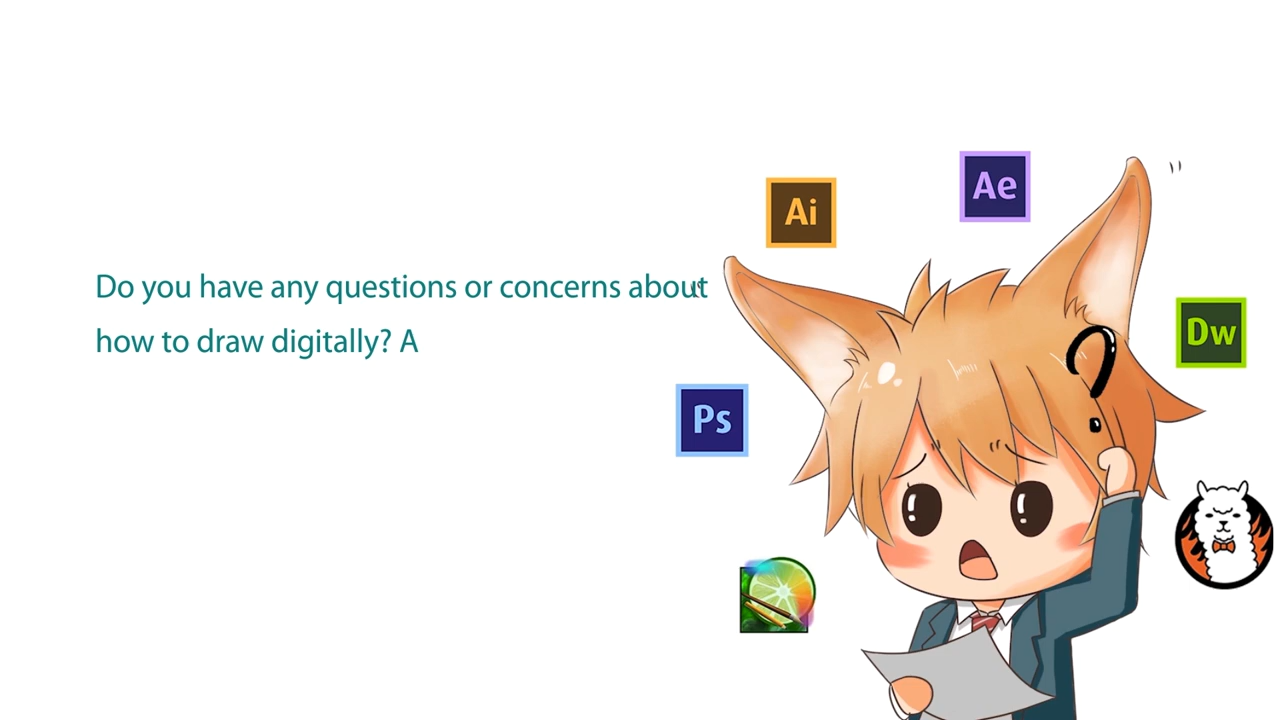 Do you have any questions or concerns about
how to draw digitally? A
Ai
Ae
Dw
Ps
?